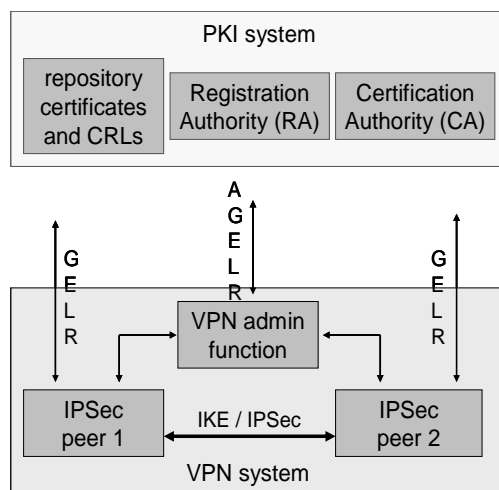 PKI system
repository
certificates
and CRLs
Registration
Authority (RA)
Certification
Authority (CA)
A
G
E
L
R
G
E
L
R
G
E
L
R
VPN admin
function
IPSec
peer 1
IKE / IPSec
IPSec
peer 2
VPN system